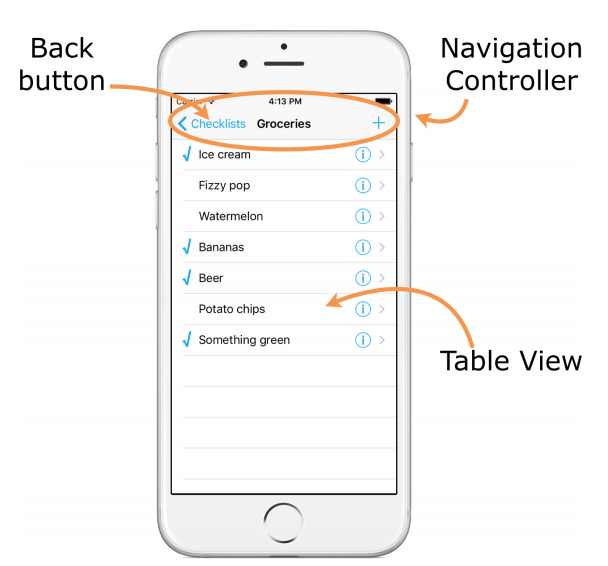 Back
button
Navigation
Controller
4:13 PM
Checklists Groceries
Ice cream
Fizzy pop
Watermelon
Bananas
Beer
Potato chips
Something green
Table View